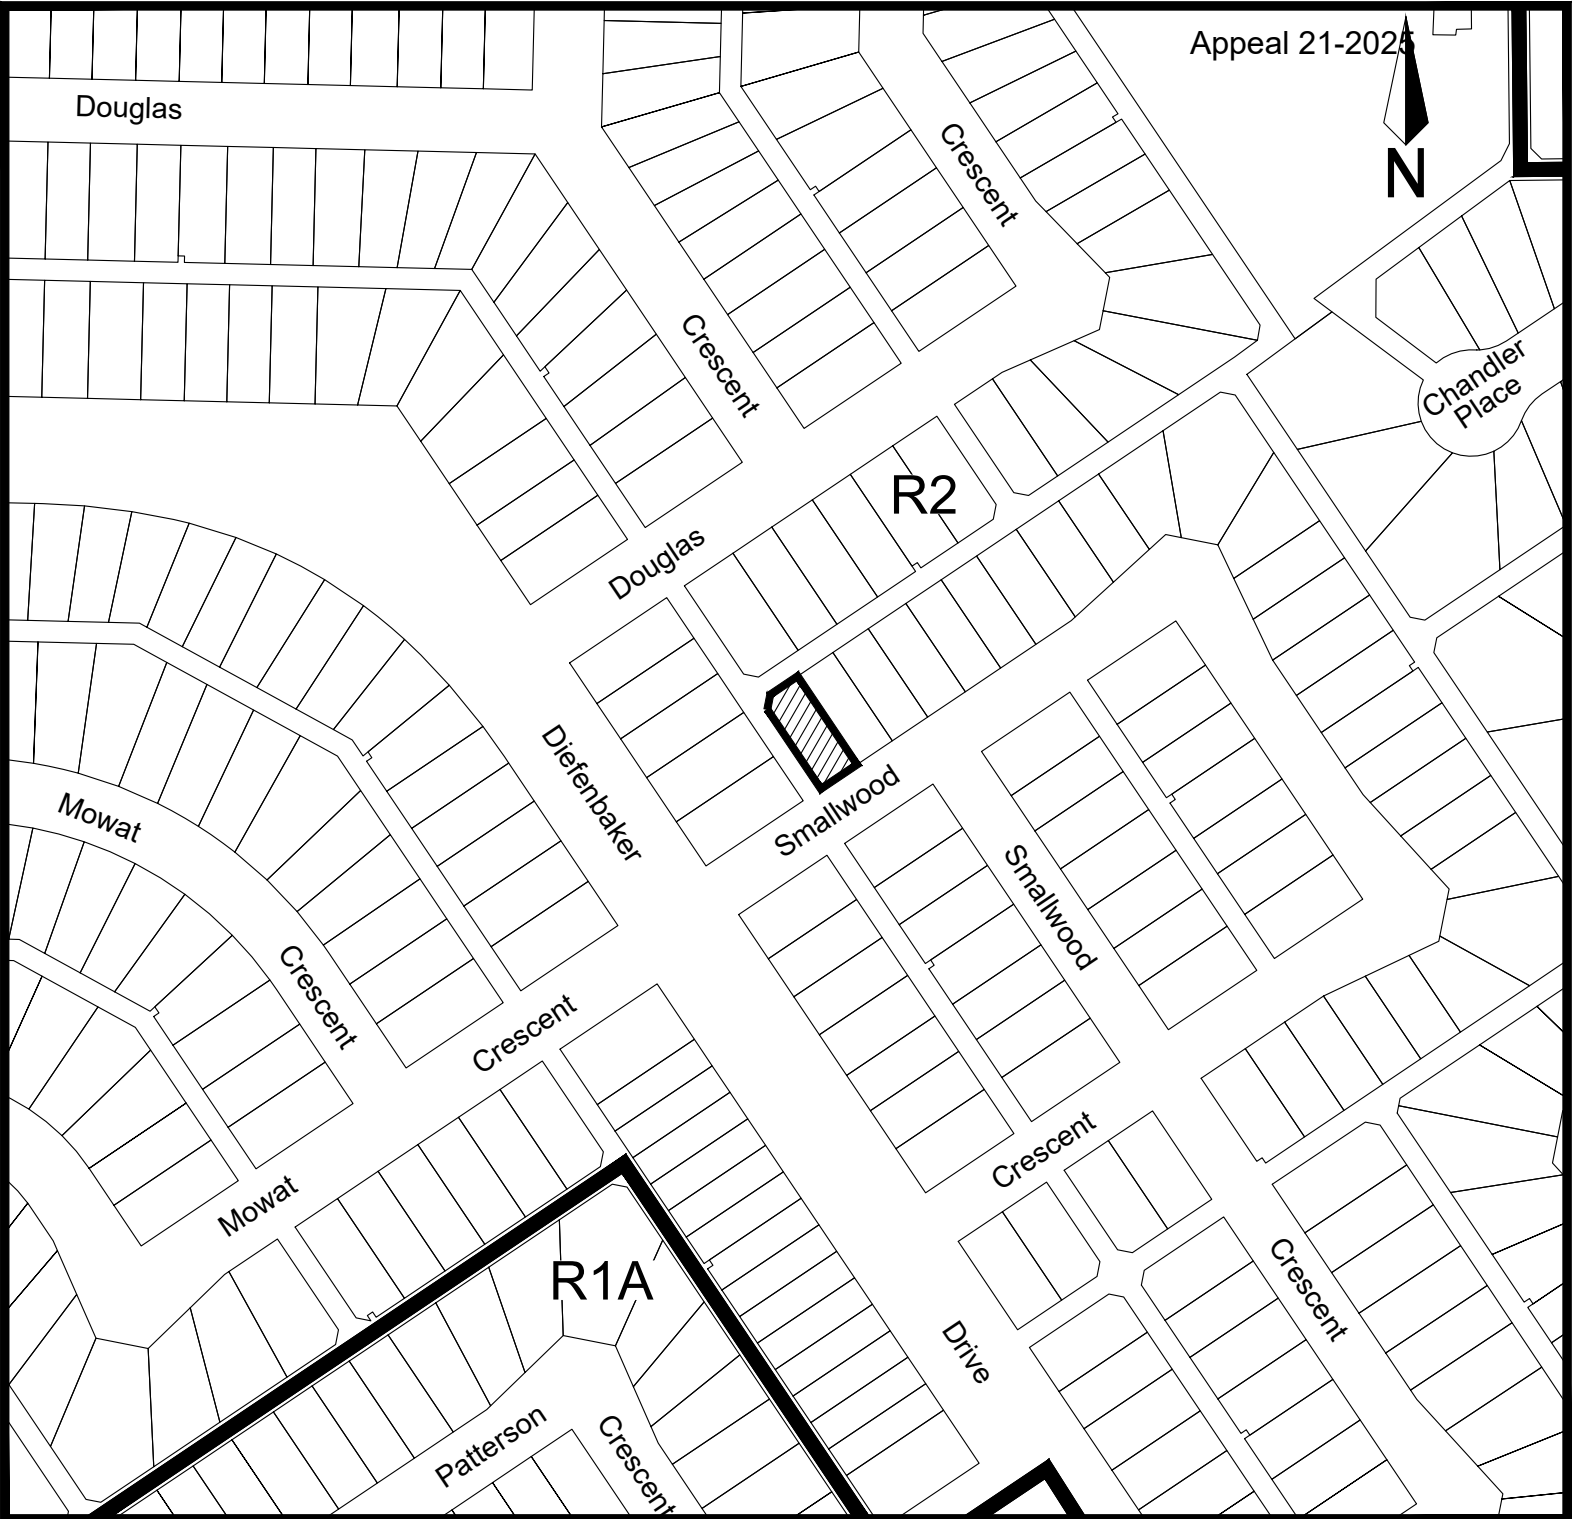 Appeal 21-2025
Douglas
Crescent
N
Crescent
Chandler
Place
R2
Douglas
Diefenbaker
Smallwood
Mowat
Smallwood
Crescent
Crescent
Crescent
Mowat
R1A
Crescent
Drive
Patterson
Crescent